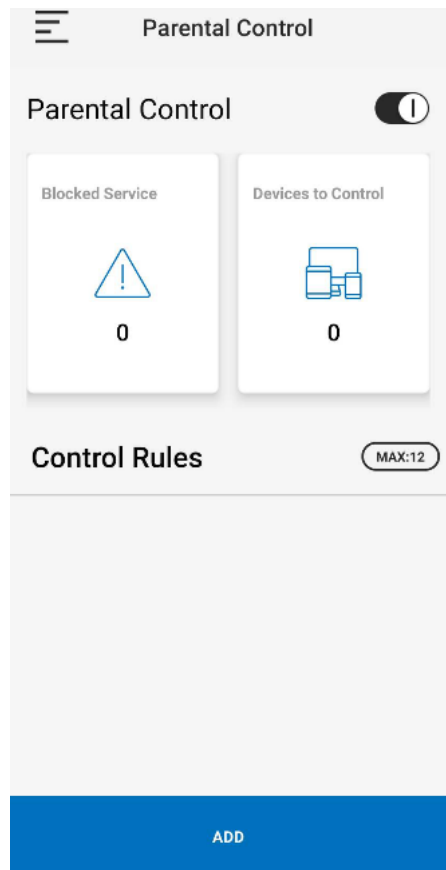 Parental Control
Parental Control
Blocked Service
Devices to Control
0
0
Control Rules
MAX:12
ADD